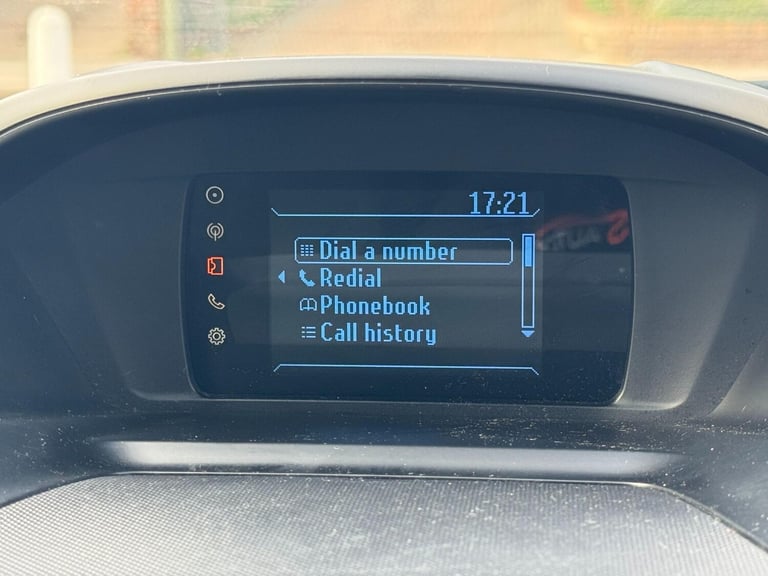 17:21
Dial a number
Redial
Phonebook
Call history